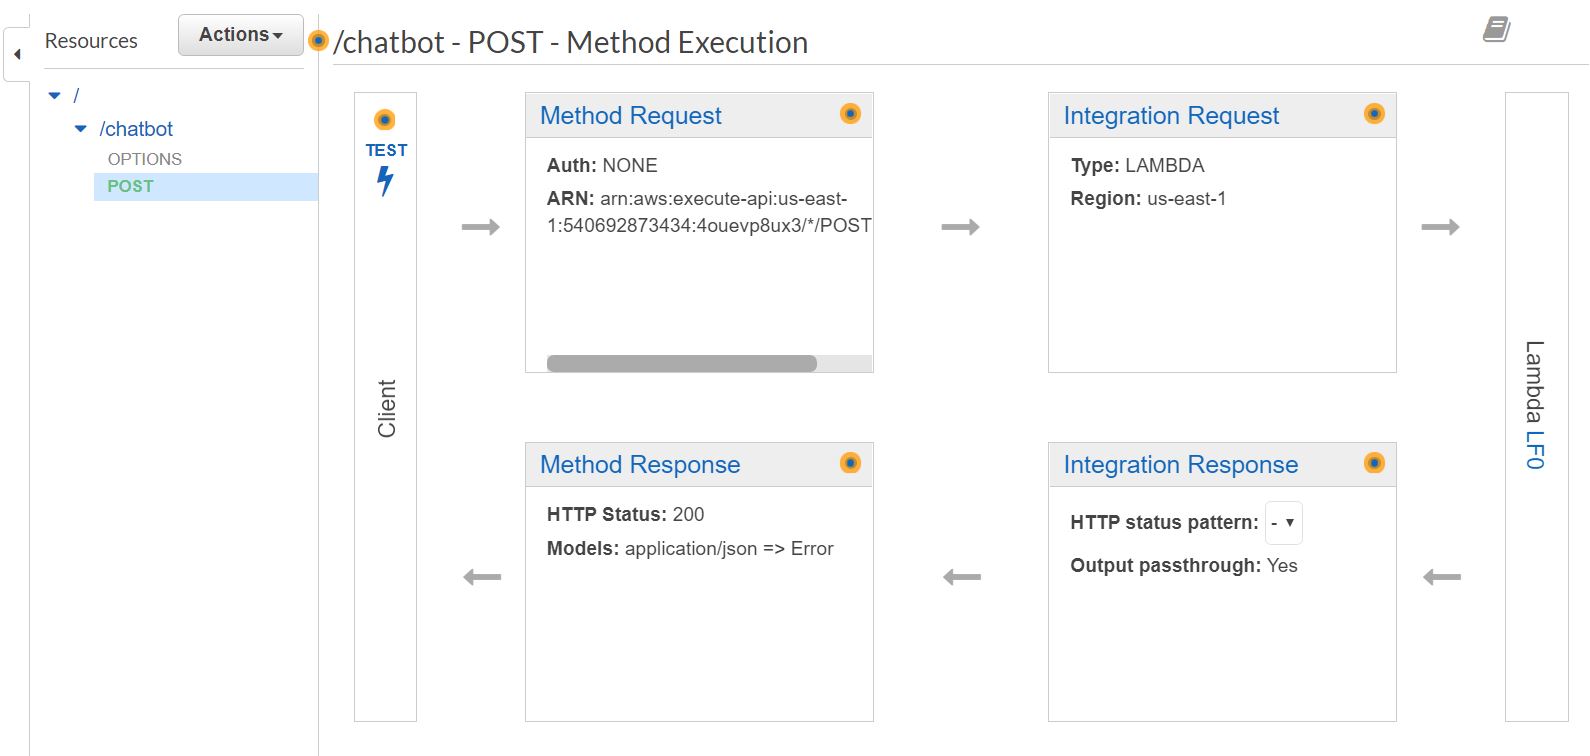 Resources
Actions
/
/chatbot
OPTIONS
POST
/chatbot - POST - Method Execution
TEST
Client
Method Request
Auth: NONE
ARN: arn:aws:execute-api:us-east-
1:540692873434:4ouevp8ux3/*/POST
Integration Request
Type: LAMBDA
Region: us-east-1
Lambda LF0
Method Response
HTTP Status: 200
Models: application/json => Error
Integration Response
HTTP status pattern: -
Output passthrough: Yes